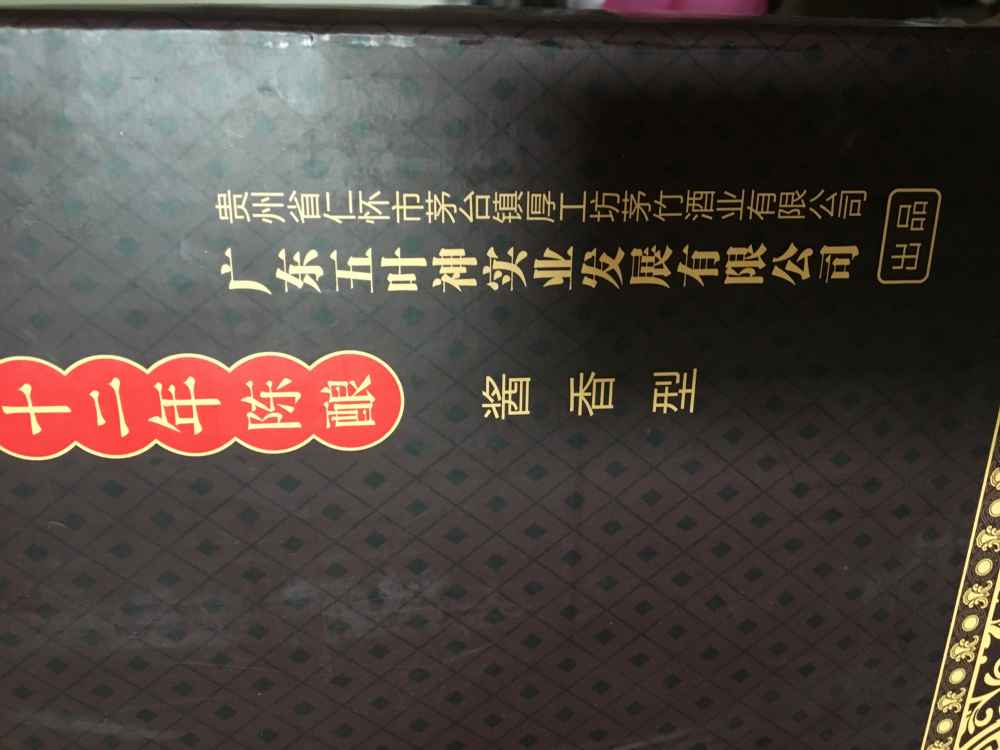 贵州省仁怀市茅台镇厚工坊茅竹酒业有限公司
广东五叶神实业发展有限公司
出品
酱香型
十二年陈酿